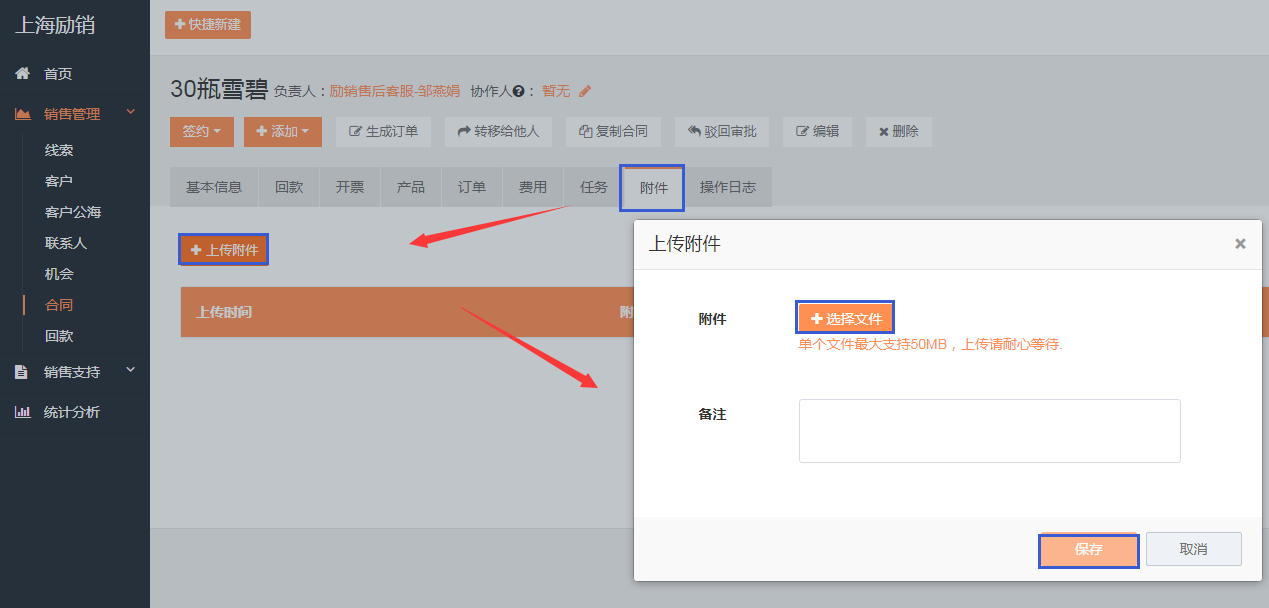 上海励销
快捷新建
首页
销售管理
线索
客户
客户公海
联系人
机会
合同
回款
销售支持
统计分析
30瓶雪碧 负责人：励销售后客服-邹燕娟 协作人?： 暂无
签约 添加 生成订单 转移给他人 复制合同 驳回审批 编辑 删除
基本信息 回款 开票 产品 订单 费用 任务 附件 操作日志
上传附件
上传时间 附
上传附件 ×
附件 选择文件
单个文件最大支持50MB，上传请耐心等待.
备注
保存 取消